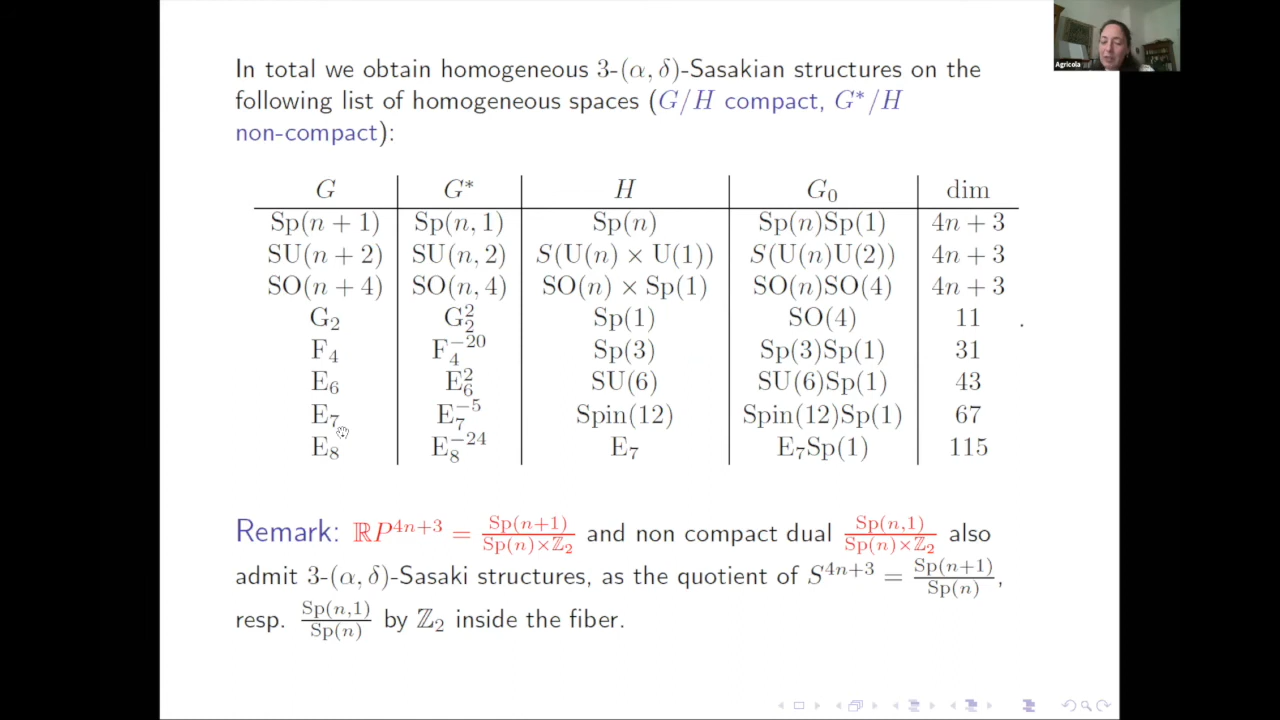 In total we obtain homogeneous 3-(α, δ)-Sasakian structures on the
following list of homogeneous spaces (G/H compact, G*/H
non-compact):
G G* H G₀ dim
Sp(n + 1) Sp(n, 1) Sp(n) Sp(n)Sp(1) 4n + 3
SU(n + 2) SU(n, 2) S(U(n) × U(1)) S(U(n)U(2)) 4n + 3
SO(n + 4) SO(n, 4) SO(n) × Sp(1) SO(n)SO(4) 4n + 3
G₂ G₂² Sp(1) SO(4) 11 .
F₄ F₄⁻²⁰ Sp(3) Sp(3)Sp(1) 31
E₆ E₆² SU(6) SU(6)Sp(1) 43
E₇ E₇⁻⁵ Spin(12) Spin(12)Sp(1) 67
E₈ E₈⁻²⁴ E₇ E₇Sp(1) 115
Remark: ℝP⁴ⁿ⁺³ = Sp(n+1)/Sp(n)×ℤ₂ and non compact dual Sp(n,1)/Sp(n)×ℤ₂ also
admit 3-(α, δ)-Sasaki structures, as the quotient of S⁴ⁿ⁺³ = Sp(n+1)/Sp(n),
resp. Sp(n,1)/Sp(n) by ℤ₂ inside the fiber.
Agricola